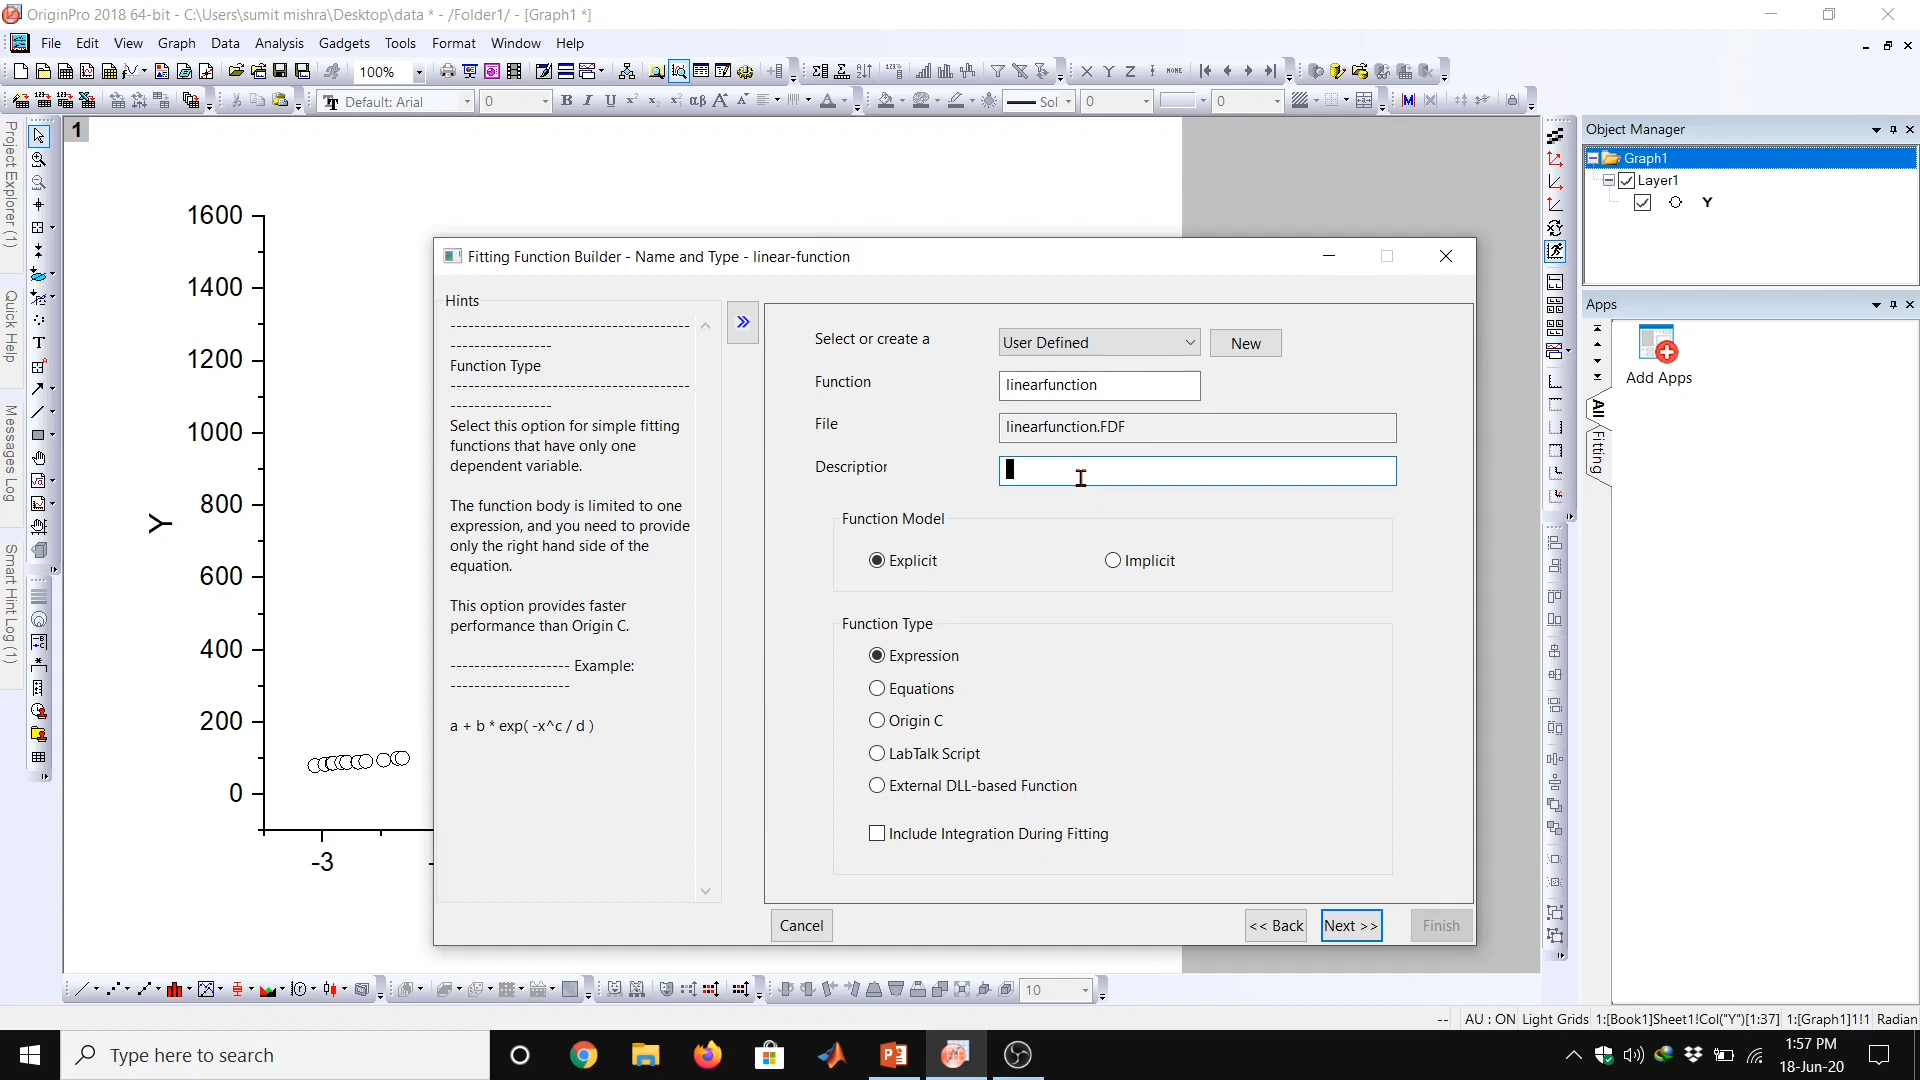 OriginPro 2018 64-bit - C:\Users\sumit mishra\Desktop\data * - /Folder1/ - [Graph1 *]
File Edit View Graph Data Analysis Gadgets Tools Format Window Help
100%
Default: Arial 0 B I U Sol 0 0
Project Explorer (1)
Quick Help
Messages Log
Smart Hint Log (1)
1
1600
1400
1200
1000
800
600
400
200
0
-3
Y
Fitting Function Builder - Name and Type - linear-function
Hints
----------------------------------------
-----------------
Function Type
----------------------------------------
-----------------
Select this option for simple fitting
functions that have only one
dependent variable.
The function body is limited to one
expression, and you need to provide
only the right hand side of the
equation.
This option provides faster
performance than Origin C.
-------------------- Example:
--------------------
a + b * exp( -x^c / d )
Select or create a User Defined New
Function linearfunction
File linearfunction.FDF
Description
Function Model
Explicit Implicit
Function Type
Expression
Equations
Origin C
LabTalk Script
External DLL-based Function
Include Integration During Fitting
Cancel << Back Next >> Finish
Object Manager
Graph1
Layer1
Y
Apps
Add Apps
All
Fitting
10
-- AU : ON Light Grids 1:[Book1]Sheet1!Col("Y")[1:37] 1:[Graph1]1!1 Radian
Type here to search
1:57 PM
18-Jun-20